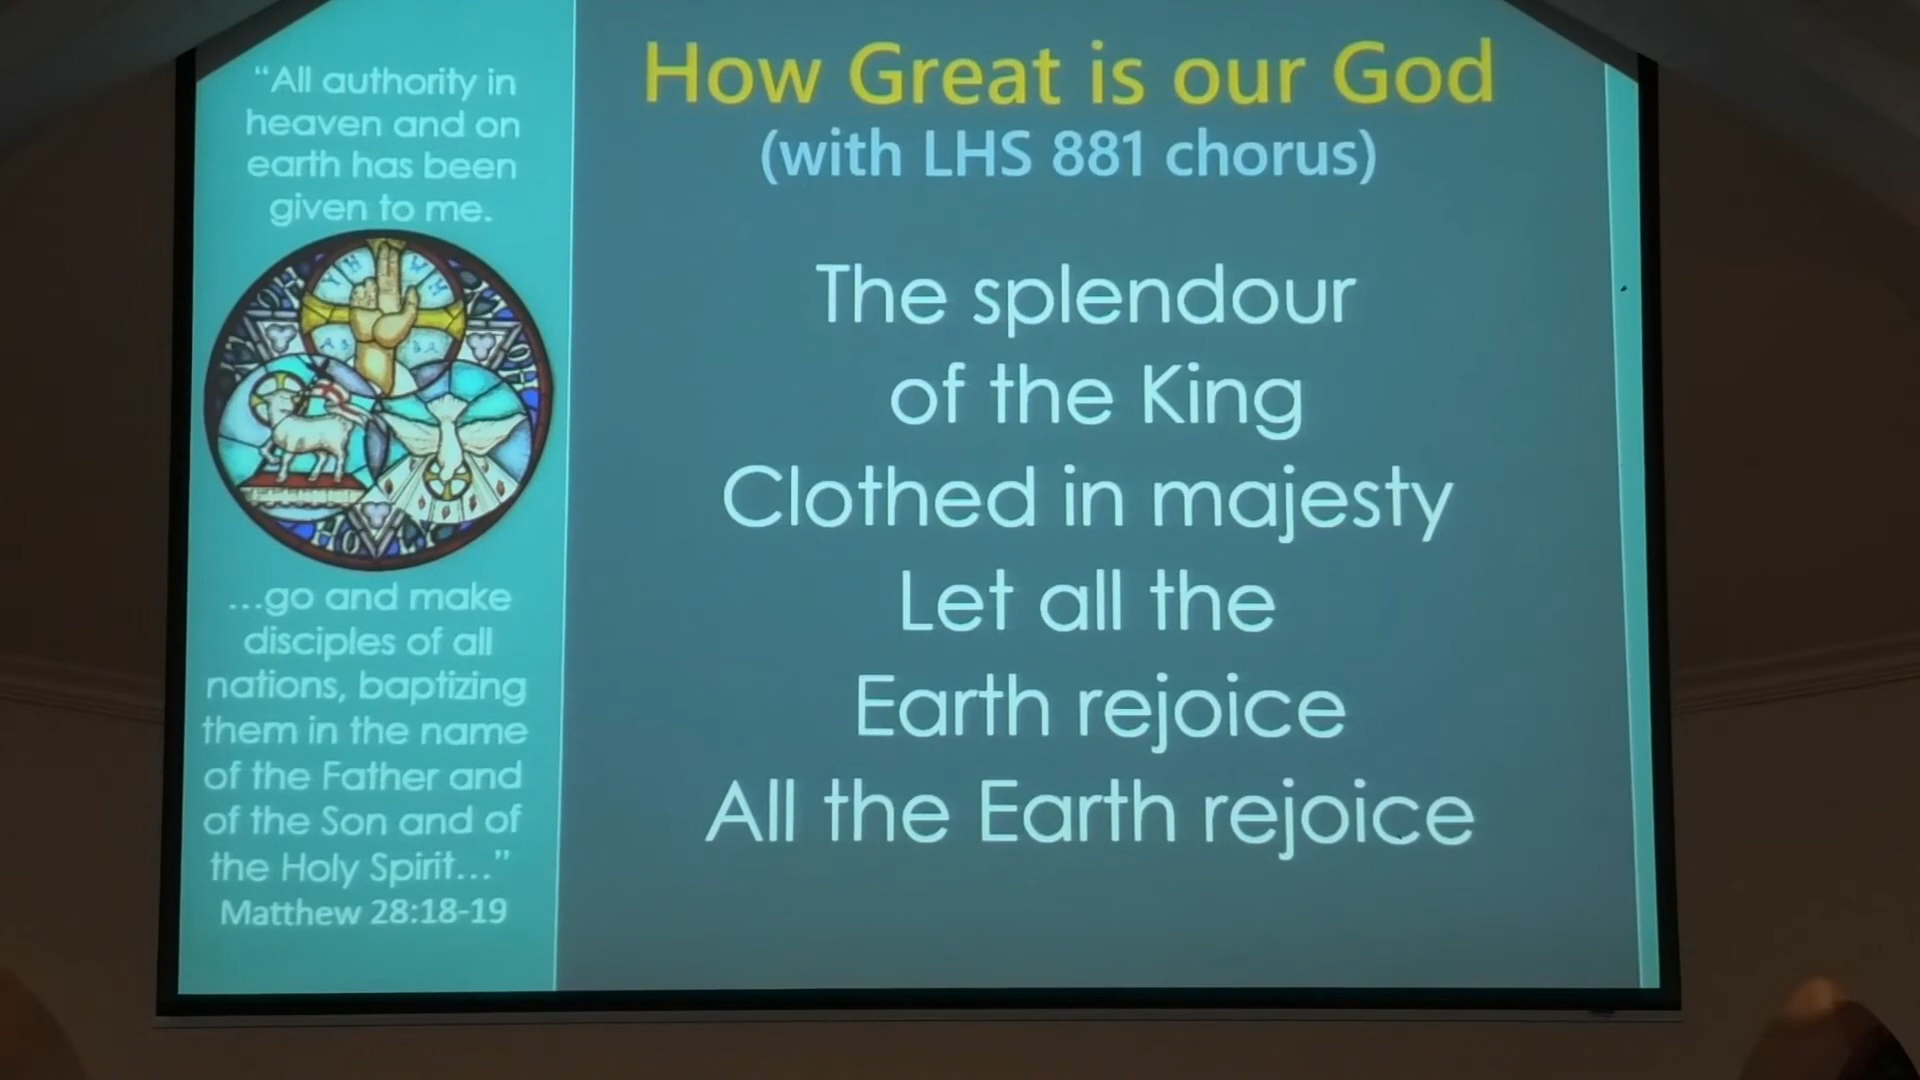 “All authority in
heaven and on
earth has been
given to me.
...go and make
disciples of all
nations, baptizing
them in the name
of the Father and
of the Son and of
the Holy Spirit...”
Matthew 28:18-19
How Great is our God
(with LHS 881 chorus)
The splendour
of the King
Clothed in majesty
Let all the
Earth rejoice
All the Earth rejoice